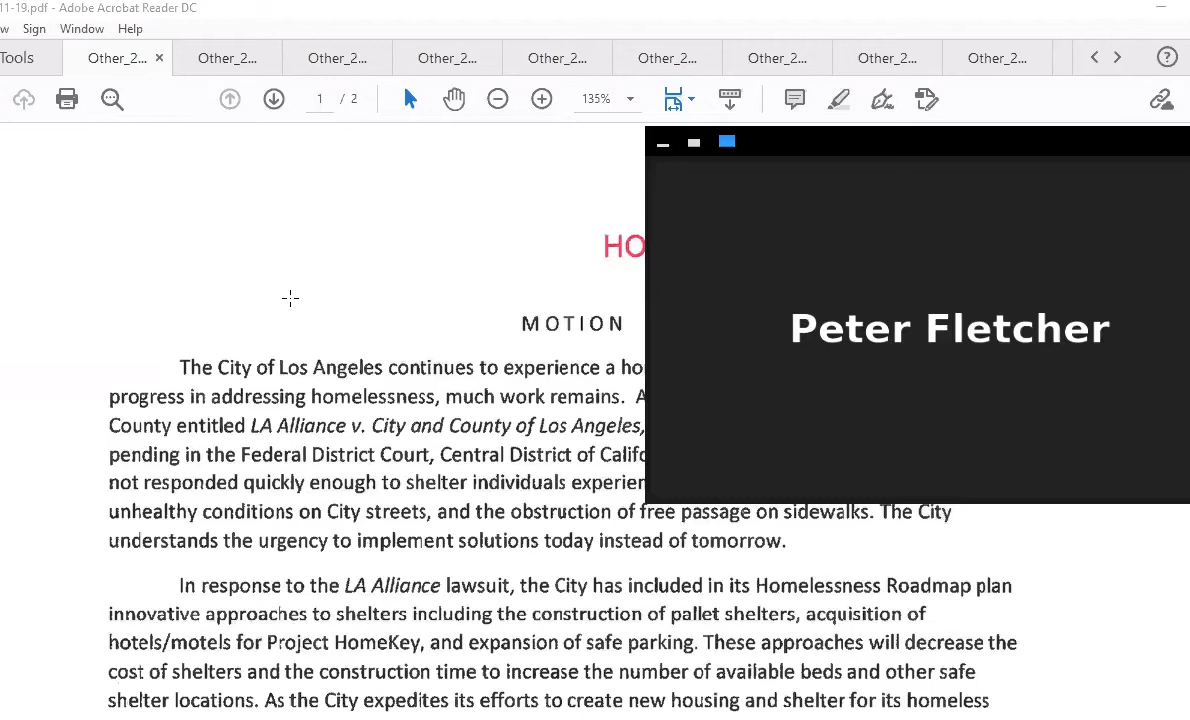 11-19.pdf - Adobe Acrobat Reader DC
w Sign Window Help
Tools Other_2... × Other_2... Other_2... Other_2... Other_2... Other_2... Other_2... Other_2... Other_2...
1 / 2 135%
HO
MOTION
Peter Fletcher
The City of Los Angeles continues to experience a ho
progress in addressing homelessness, much work remains. A
County entitled LA Alliance v. City and County of Los Angeles,
pending in the Federal District Court, Central District of Califo
not responded quickly enough to shelter individuals experien
unhealthy conditions on City streets, and the obstruction of free passage on sidewalks. The City
understands the urgency to implement solutions today instead of tomorrow.
In response to the LA Alliance lawsuit, the City has included in its Homelessness Roadmap plan
innovative approaches to shelters including the construction of pallet shelters, acquisition of
hotels/motels for Project HomeKey, and expansion of safe parking. These approaches will decrease the
cost of shelters and the construction time to increase the number of available beds and other safe
shelter locations. As the City expedites its efforts to create new housing and shelter for its homeless